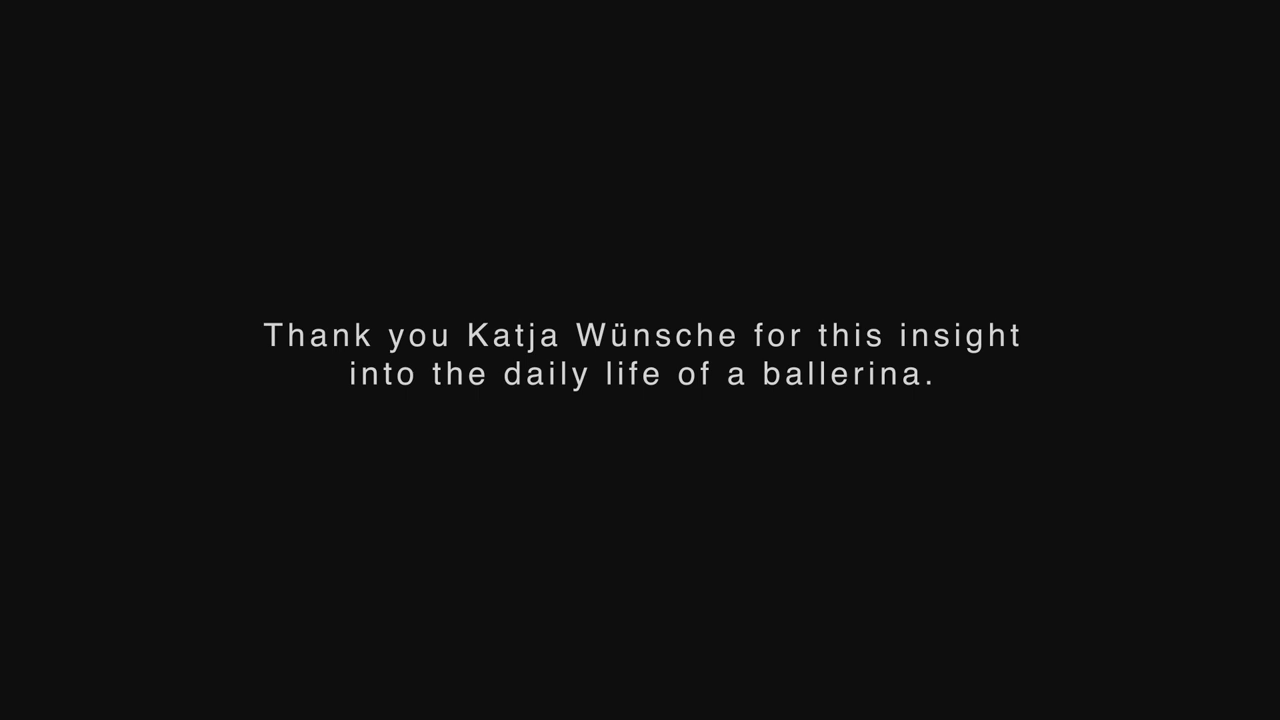 Thank you Katja Wünsche for this insight
into the daily life of a ballerina.